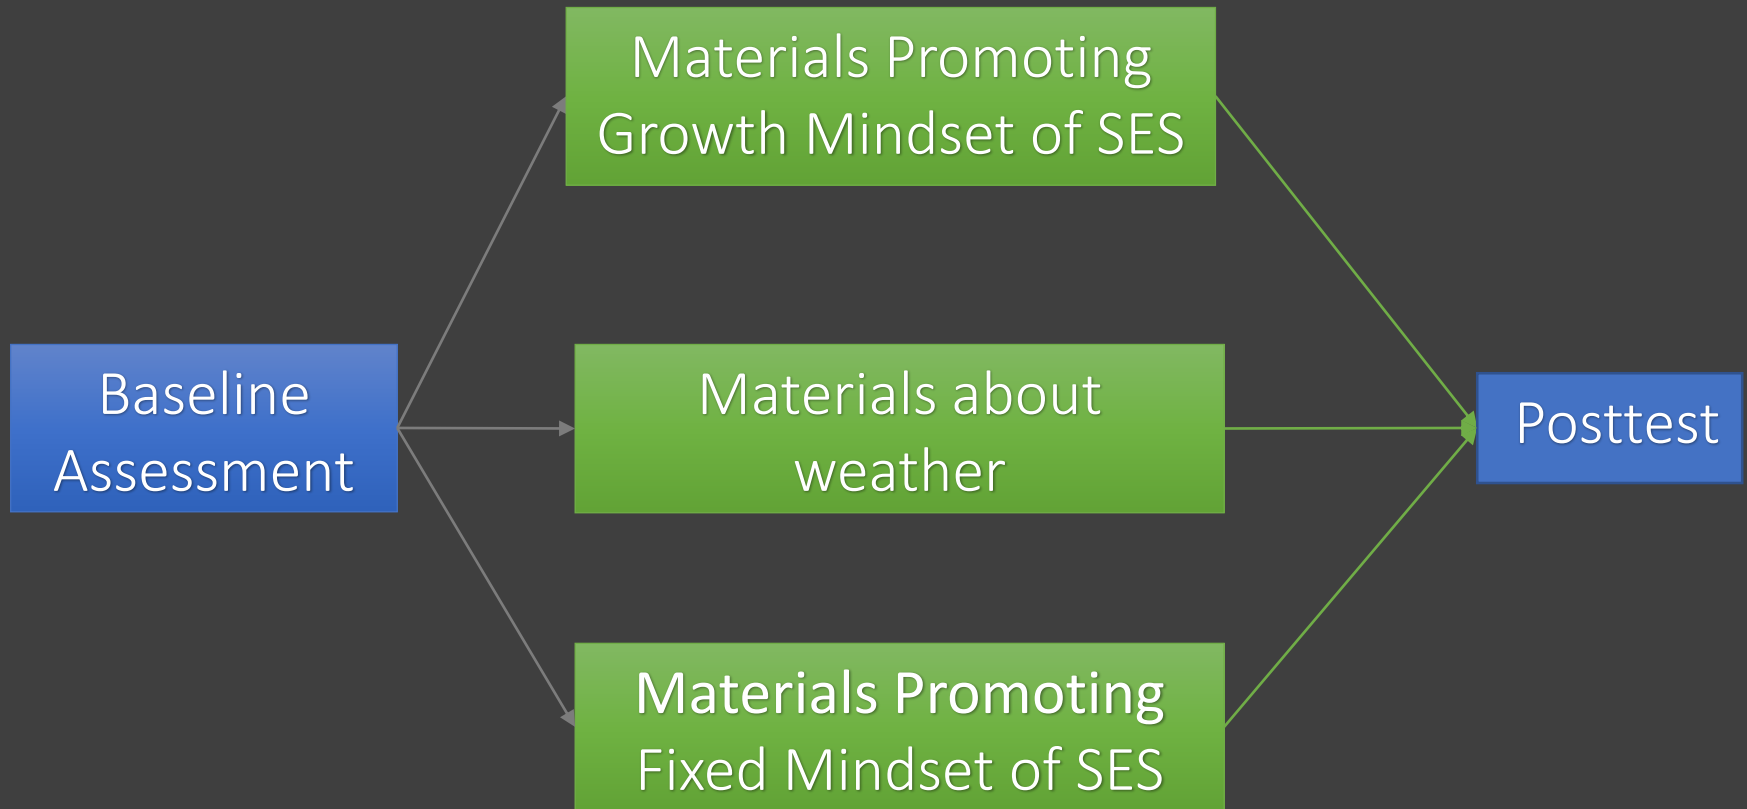 Materials Promoting
Growth Mindset of SES
Baseline
Assessment
Materials about
weather
Posttest
Materials Promoting
Fixed Mindset of SES